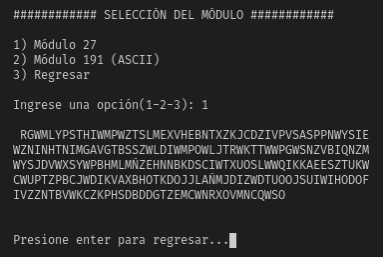 ############ SELECCIÓN DEL MÓDULO ############
1) Módulo 27
2) Módulo 191 (ASCII)
3) Regresar
Ingrese una opción(1-2-3): 1
RGWMLYPSTHIWMPWZTSLMEXVHEBNTXZKJCDZIVPVSASPPNWYSIE
WZNINHTNIMGAVGTBSSZWLDIWMPOWLJTRWKTTWWPGWSNZVBIQNZM
WYSJDVWXSYWPBHMLMÑZEHNNBKDSCIWTXUOSLWWQIKKAEESZTUKW
CWUPTZPBCJWDIKVAXBHOTKDOJJLAÑMJDIZWDTUOOJSUIWIHODOF
IVZZNTBVWKCZKPHSDBDDGTZEMCWNRXOVMNCQWSO
Presione enter para regresar...